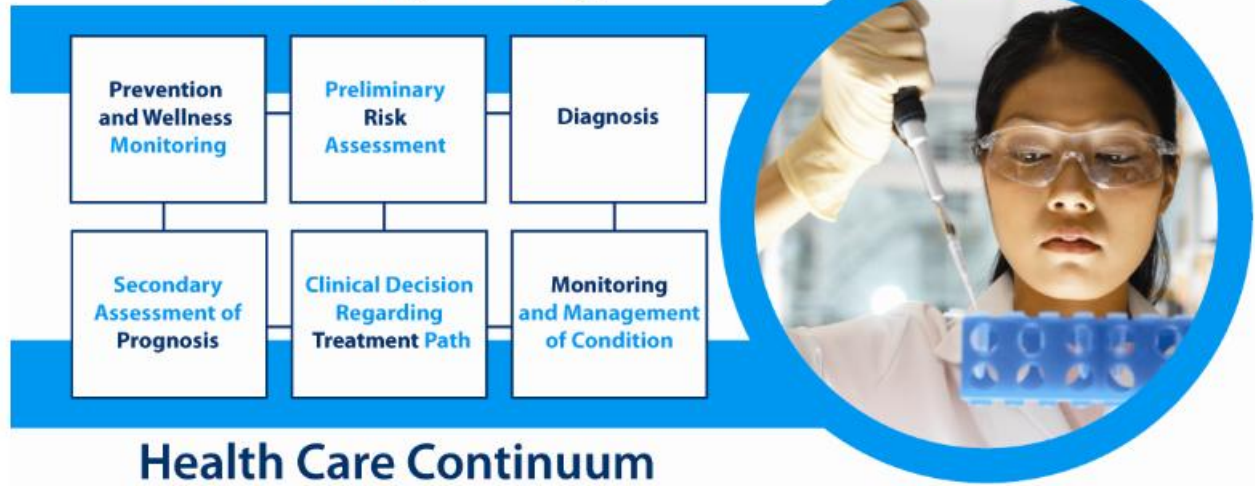 Prevention
and Wellness
Monitoring
Preliminary
Risk
Assessment
Diagnosis
Secondary
Assessment of
Prognosis
Clinical Decision
Regarding
Treatment Path
Monitoring
and Management
of Condition
Health Care Continuum